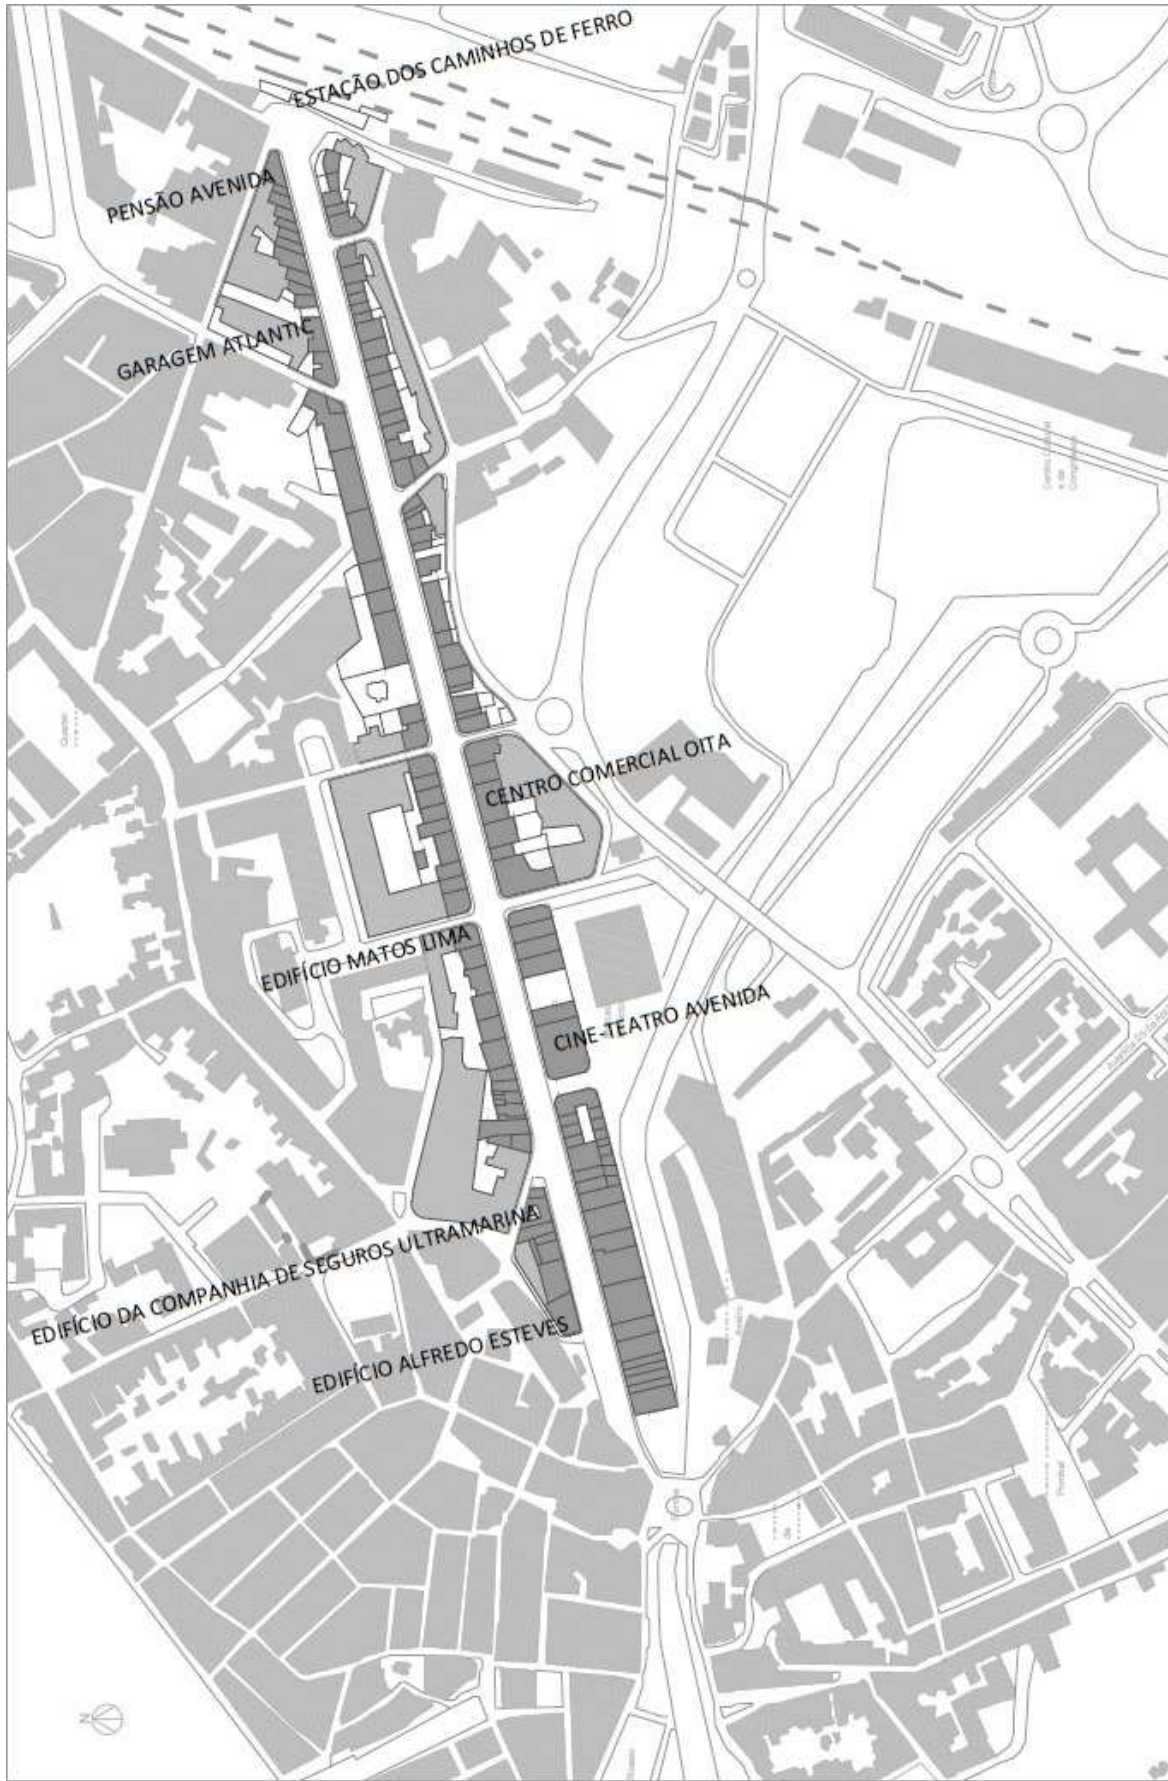 ESTAÇÃO DOS CAMINHOS DE FERRO
PENSÃO AVENIDA
GARAGEM ATLANTIC
CENTRO COMERCIAL OITA
EDIFÍCIO MATOS LIMA
CINE-TEATRO AVENIDA
EDIFÍCIO DA COMPANHIA DE SEGUROS ULTRAMARINA
EDIFÍCIO ALFREDO ESTEVES
de
N